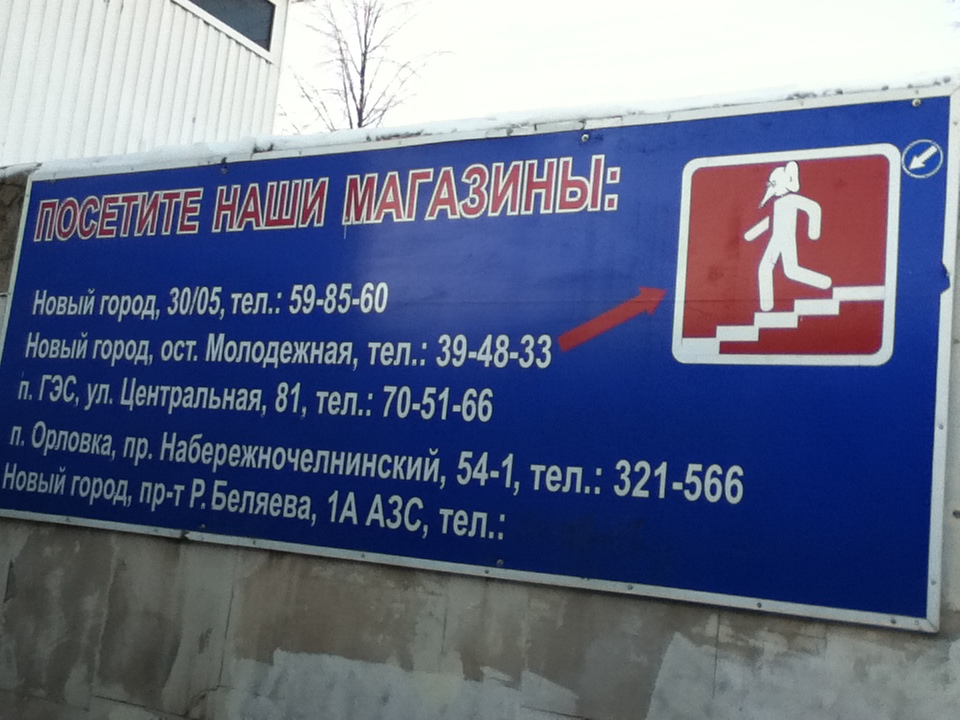 ПОСЕТИТЕ НАШИ МАГАЗИНЫ:
Новый город, 30/05, тел.: 59-85-60
Новый город, ост. Молодежная, тел.: 39-48-33
п. ГЭС, ул. Центральная, 81, тел.: 70-51-66
п. Орловка, пр. Набережночелнинский, 54-1, тел.: 321-566
Новый город, пр-т Р. Беляева, 1А АЗС, тел.: